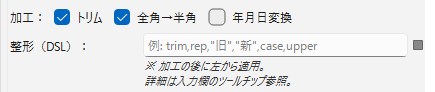 加工： トリム 全角→半角 年月日変換
整形（DSL）： 例: trim,rep,"旧","新",case,upper
※ 加工の後に左から適用。
詳細は入力欄のツールチップ参照。